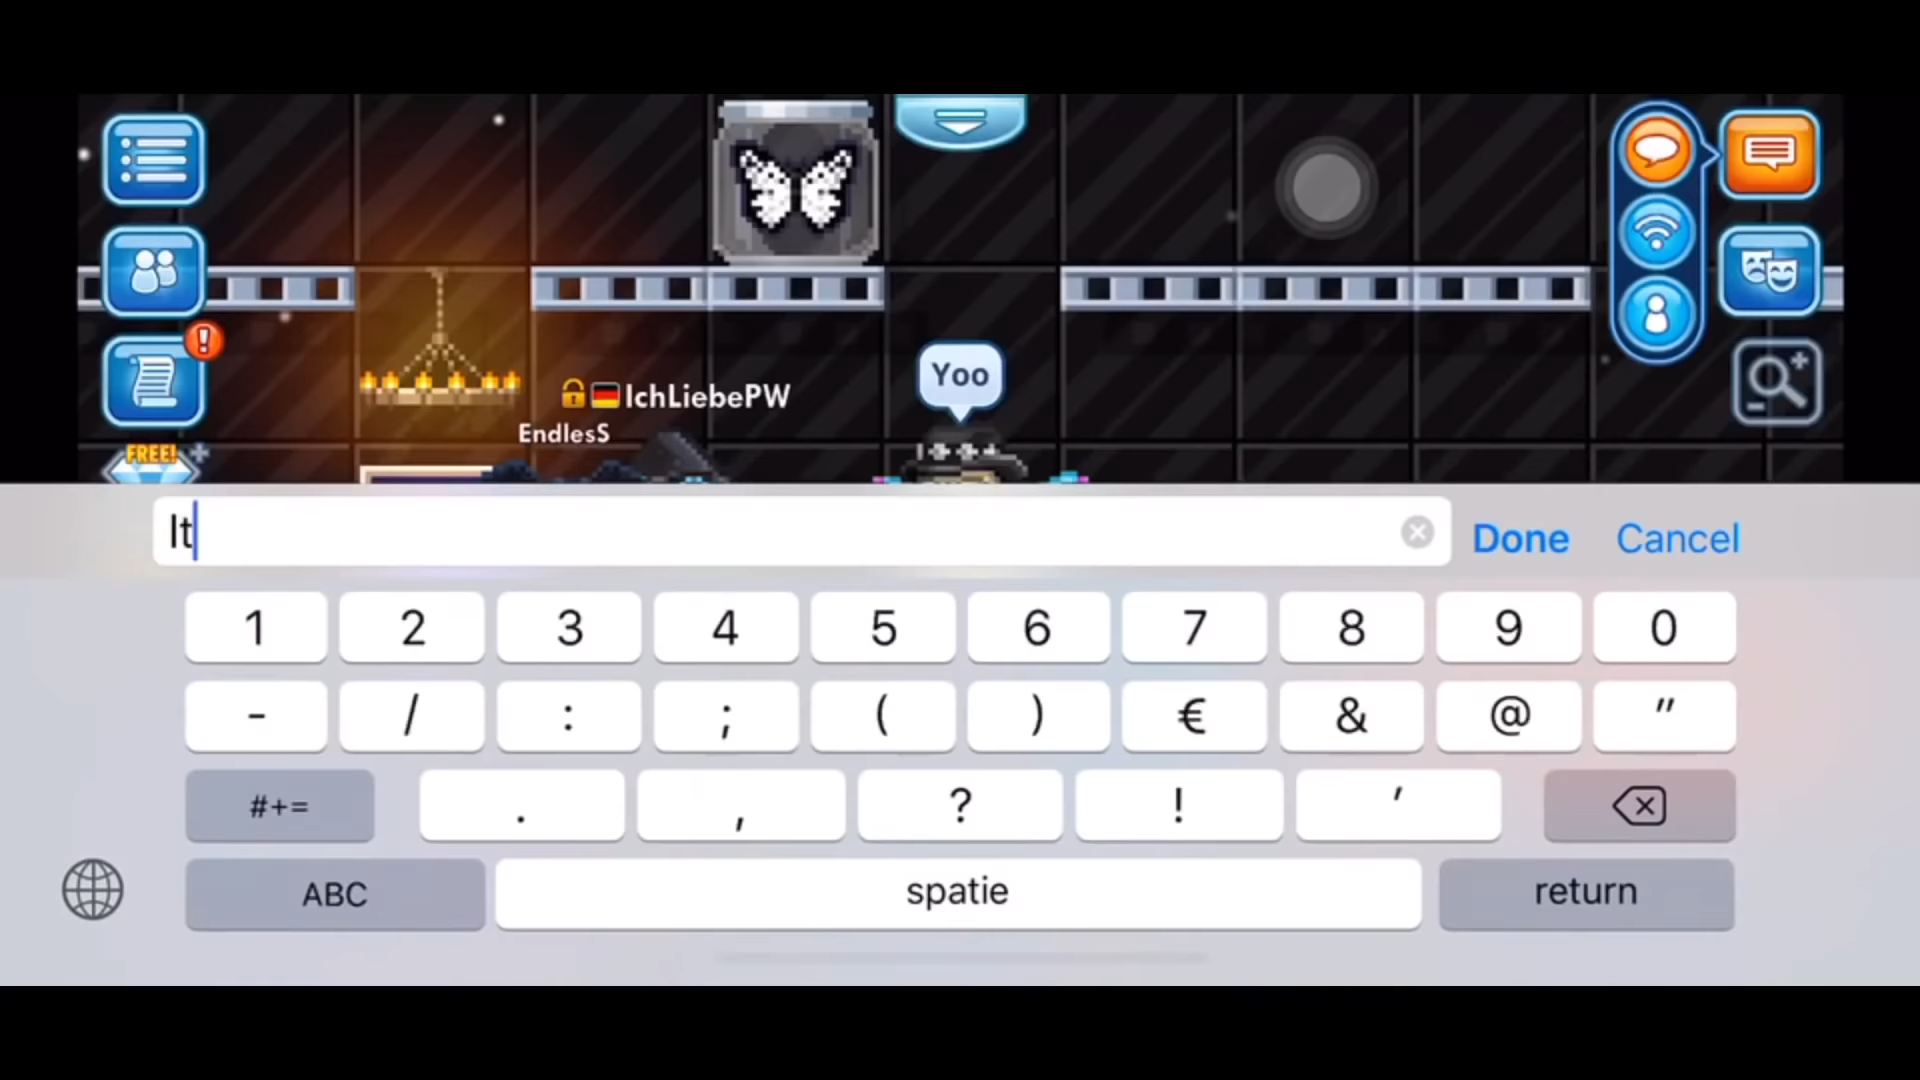 Yoo
IchLiebePW
EndlesS
FREE!
It
Done
Cancel
1 2 3 4 5 6 7 8 9 0
- / : ; ( ) € & @ "
#+= . , ? ! '
ABC spatie return